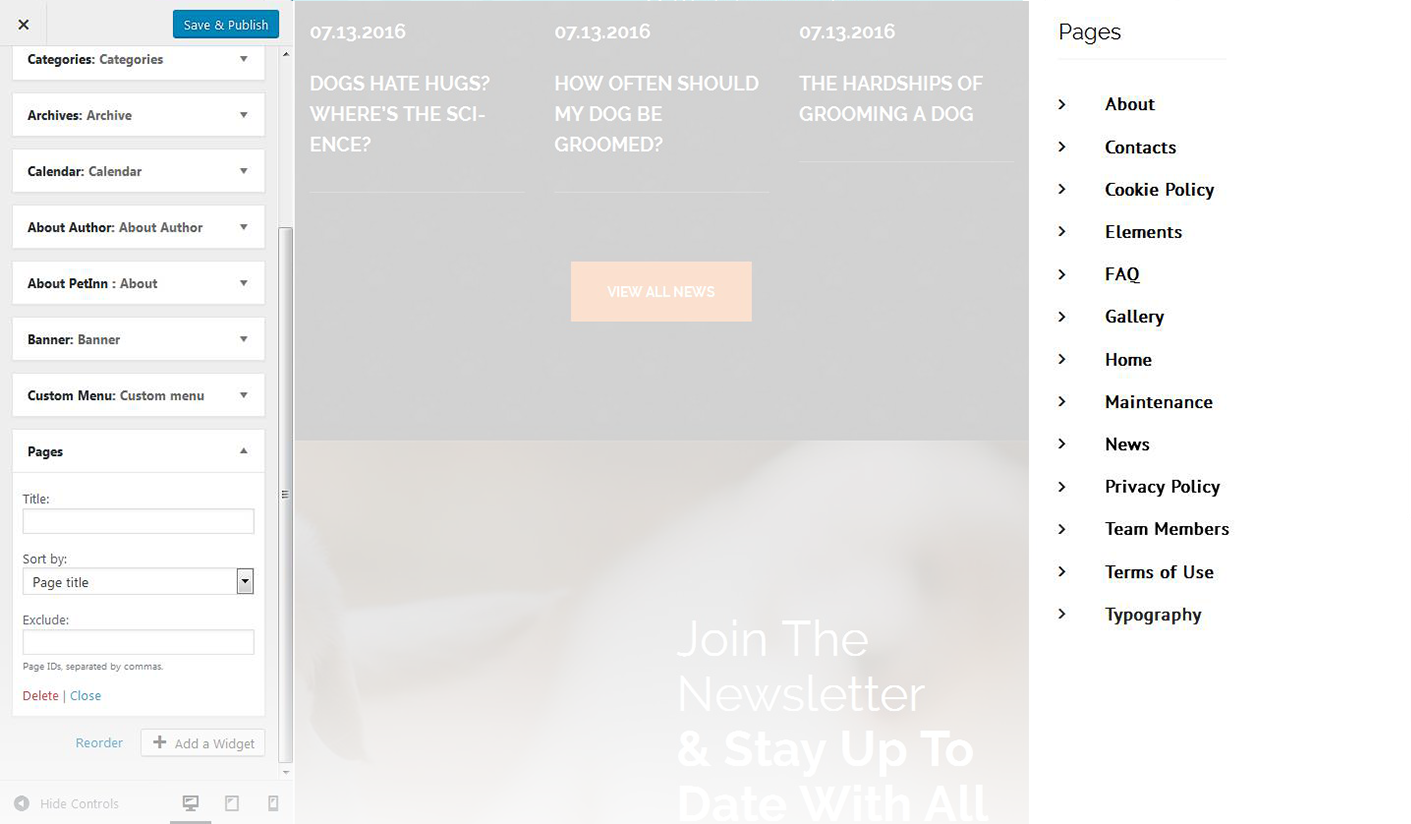 Save & Publish
Categories: Categories
Archives: Archive
Calendar: Calendar
About Author: About Author
About PetInn : About
Banner: Banner
Custom Menu: Custom menu
Pages
Title:
Sort by:
Page title
Exclude:
Page IDs, separated by commas.
Delete | Close
Reorder
Add a Widget
Hide Controls
07.13.2016
DOGS HATE HUGS?
WHERE'S THE SCI-
ENCE?
07.13.2016
HOW OFTEN SHOULD
MY DOG BE
GROOMED?
07.13.2016
THE HARDSHIPS OF
GROOMING A DOG
VIEW ALL NEWS
Join The
Newsletter
& Stay Up To
Date With All
Pages
About
Contacts
Cookie Policy
Elements
FAQ
Gallery
Home
Maintenance
News
Privacy Policy
Team Members
Terms of Use
Typography